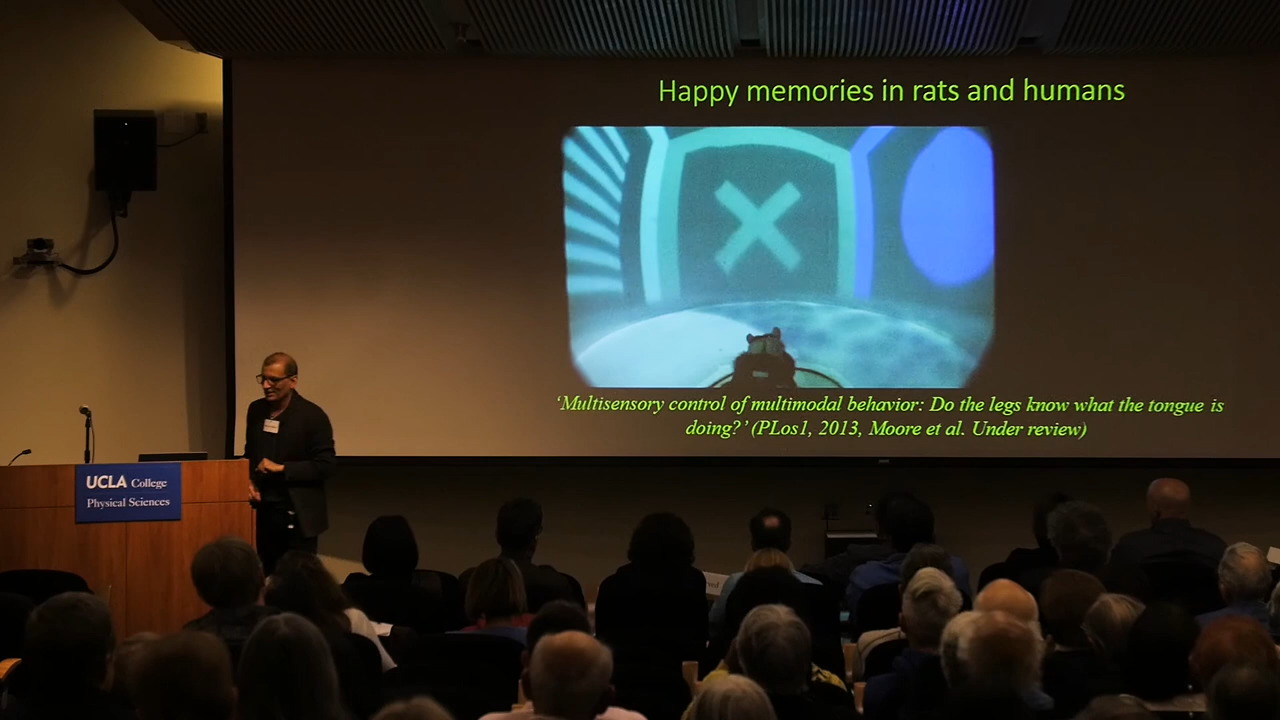 Happy memories in rats and humans
'Multisensory control of multimodal behavior: Do the legs know what the tongue is
doing?' (PLos1, 2013, Moore et al. Under review)
UCLA College
Physical Sciences